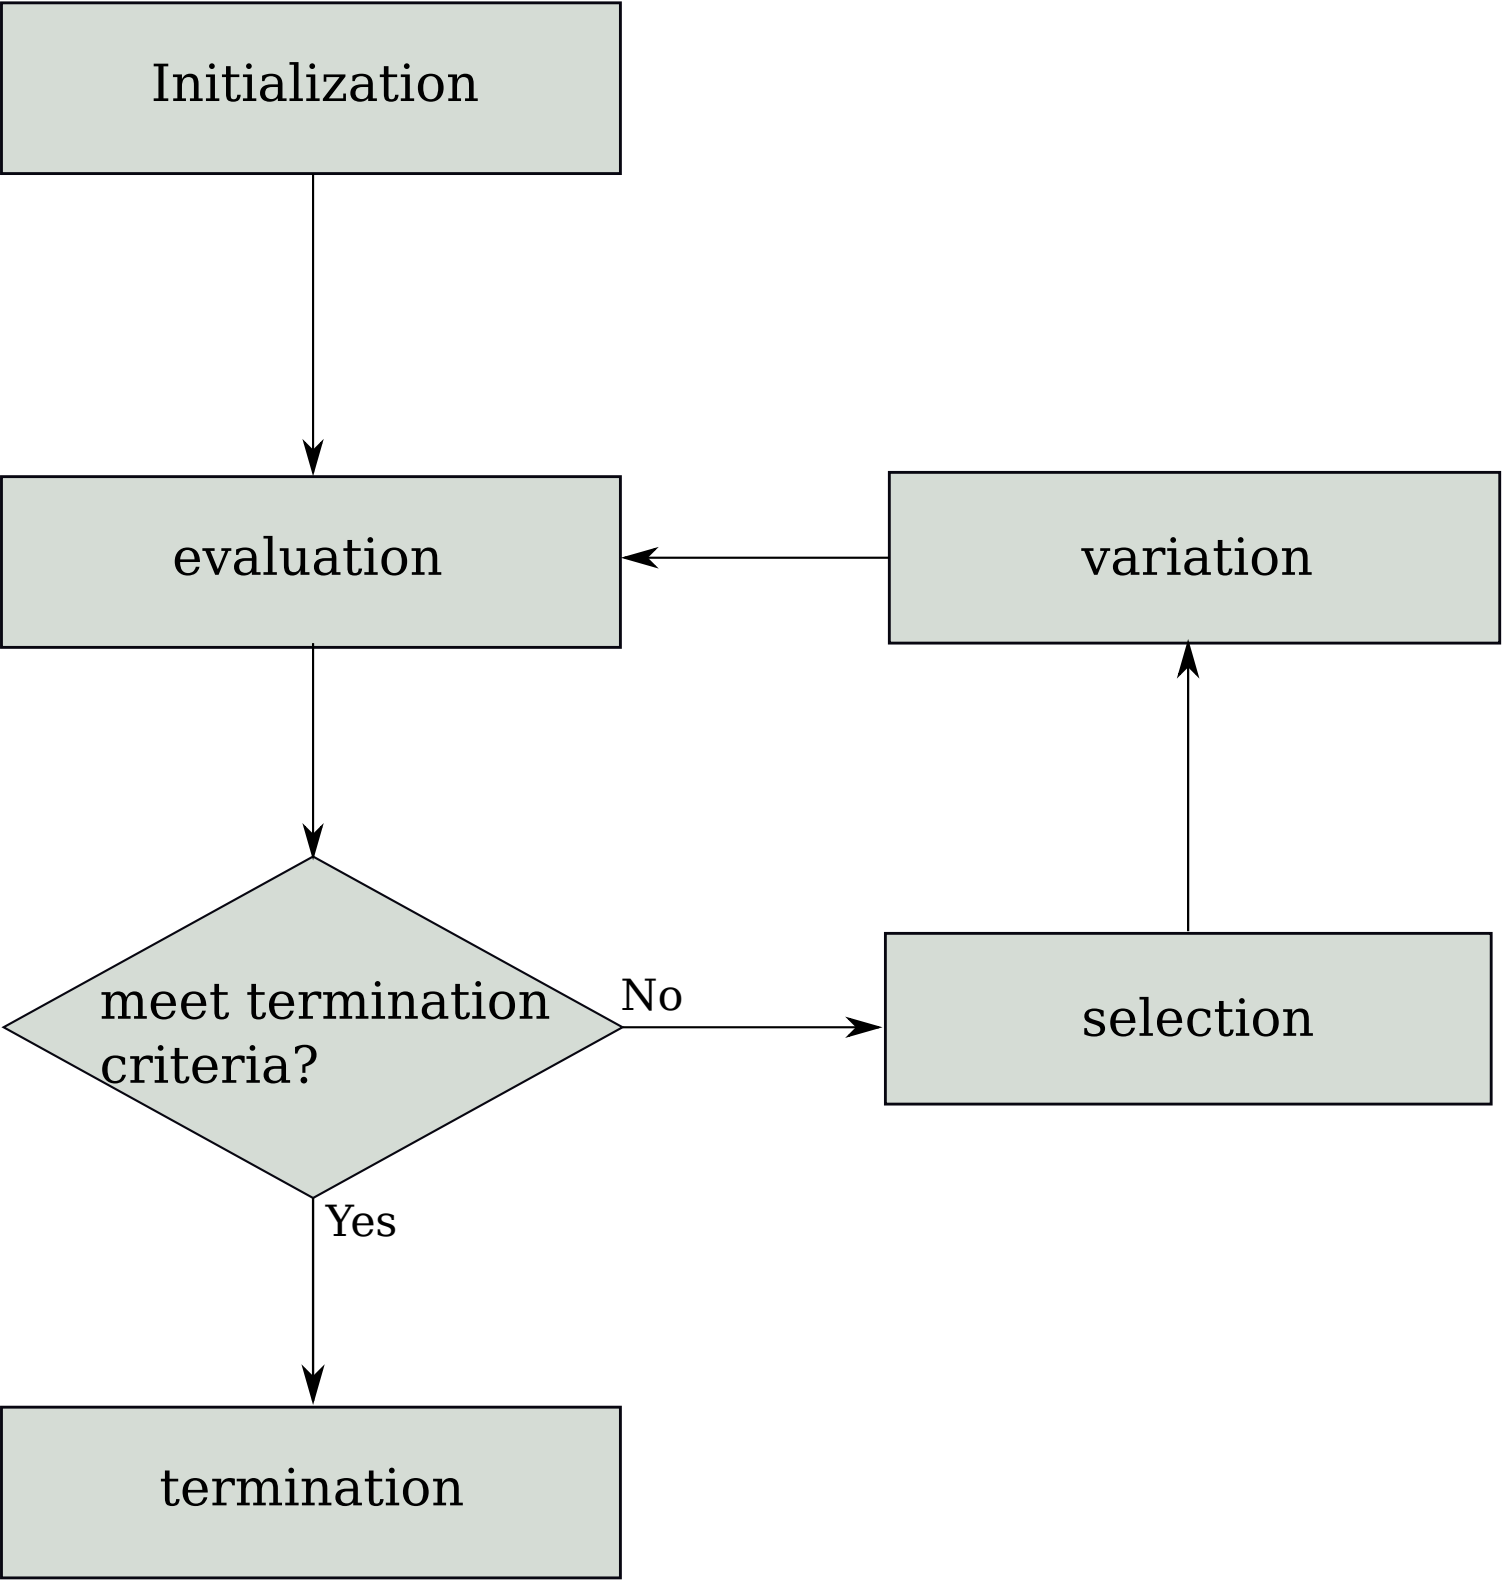 Initialization
evaluation
variation
meet termination
criteria?
No
selection
Yes
termination